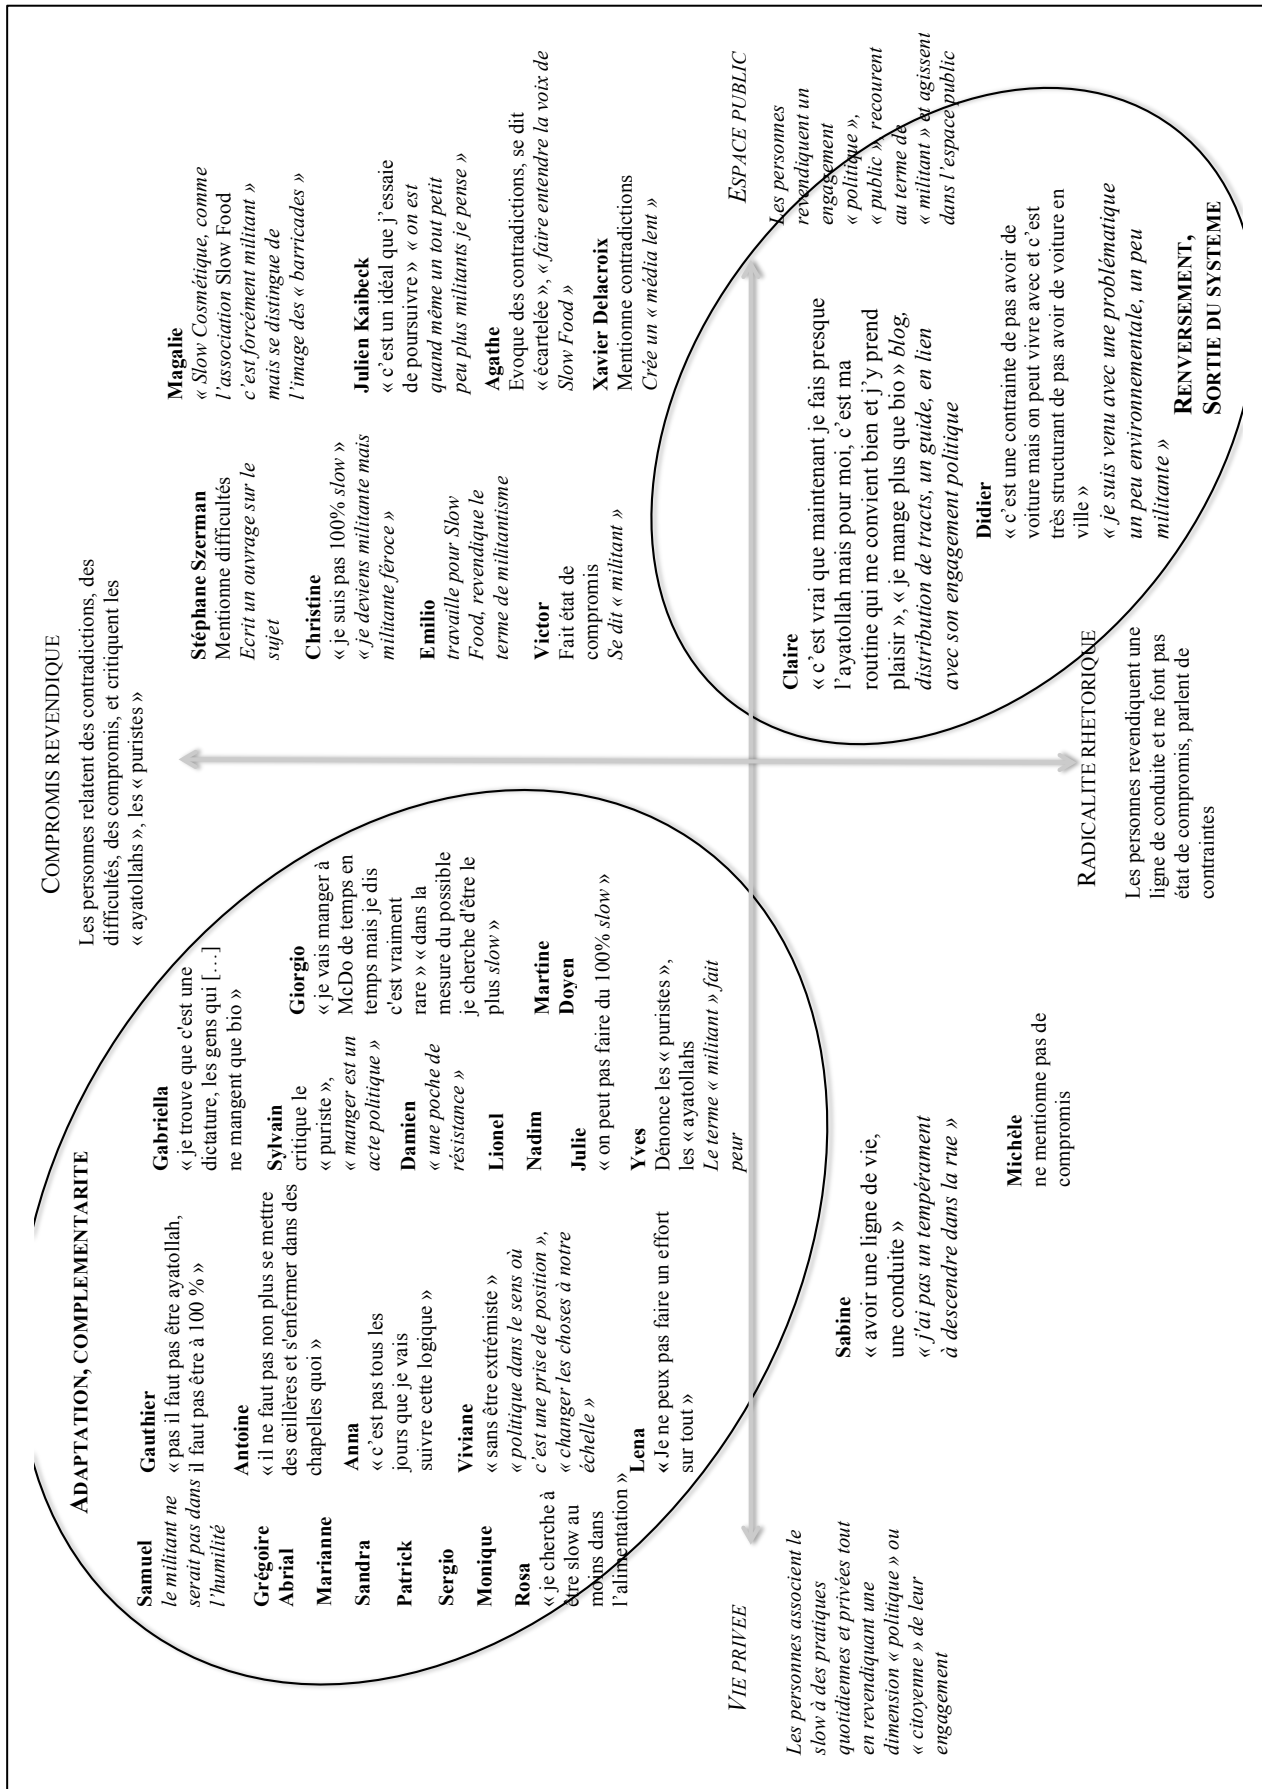 COMPROMIS REVENDIQUE
Les personnes relatent des contradictions, des
difficultés, des compromis, et critiquent les
« ayatollahs », les « puristes »
ADAPTATION, COMPLEMENTARITE
Samuel
le militant ne
serait pas dans
l'humilité
Grégoire
Abrial
Marianne
Sandra
Patrick
Sergio
Monique
Rosa
« je cherche à
être slow au
moins dans
l'alimentation »
Gauthier
« pas il faut pas être ayatollah,
il faut pas être à 100 % »
Antoine
« il ne faut pas non plus se mettre
des œillères et s'enfermer dans des
chapelles quoi »
Anna
« c'est pas tous les
jours que je vais
suivre cette logique »
Viviane
« sans être extrémiste »
« politique dans le sens où
c'est une prise de position »,
« changer les choses à notre
échelle »
Lena
« Je ne peux pas faire un effort
sur tout »
Gabriella
« je trouve que c'est une
dictature, les gens qui […]
ne mangent que bio »
Sylvain
critique le
« puriste »,
« manger est un
acte politique »
Damien
« une poche de
résistance »
Lionel
Nadim
Julie
« on peut pas faire du 100% slow »
Yves
Dénonce les « puristes »,
les « ayatollahs
Le terme « militant » fait
peur
Giorgio
« je vais manger à
McDo de temps en
temps mais je dis
c'est vraiment
rare » « dans la
mesure du possible
je cherche d'être le
plus slow »
Martine
Doyen
Stéphane Szerman
Mentionne difficultés
Ecrit un ouvrage sur le
sujet
Christine
« je suis pas 100% slow »
« je deviens militante mais
militante féroce »
Emilio
travaille pour Slow
Food, revendique le
terme de militantisme
Victor
Fait état de
compromis
Se dit « militant »
Magalie
« Slow Cosmétique, comme
l'association Slow Food
c'est forcément militant »
mais se distingue de
l'image des « barricades »
Julien Kaibeck
« c'est un idéal que j'essaie
de poursuivre » « on est
quand même un tout petit
peu plus militants je pense »
Agathe
Evoque des contradictions, se dit
« écartelée », « faire entendre la voix de
Slow Food »
Xavier Delacroix
Mentionne contradictions
Crée un « média lent »
VIE PRIVEE
Les personnes associent le
slow à des pratiques
quotidiennes et privées tout
en revendiquant une
dimension « politique » ou
« citoyenne » de leur
engagement
ESPACE PUBLIC
Les personnes
revendiquent un
engagement
« politique »,
« public », recourent
au terme de
« militant » et agissent
dans l'espace public
Sabine
« avoir une ligne de vie,
une conduite »
« j'ai pas un tempérament
à descendre dans la rue »
Michèle
ne mentionne pas de
compromis
Claire
« c'est vrai que maintenant je fais presque
l'ayatollah mais pour moi, c'est ma
routine qui me convient bien et j'y prend
plaisir », « je mange plus que bio » blog,
distribution de tracts, un guide, en lien
avec son engagement politique
Didier
« c'est une contrainte de pas avoir de
voiture mais on peut vivre avec et c'est
très structurant de pas avoir de voiture en
ville »
« je suis venu avec une problématique
un peu environnementale, un peu
militante »
RENVERSEMENT,
SORTIE DU SYSTEME
RADICALITE RHETORIQUE
Les personnes revendiquent une
ligne de conduite et ne font pas
état de compromis, parlent de
contraintes